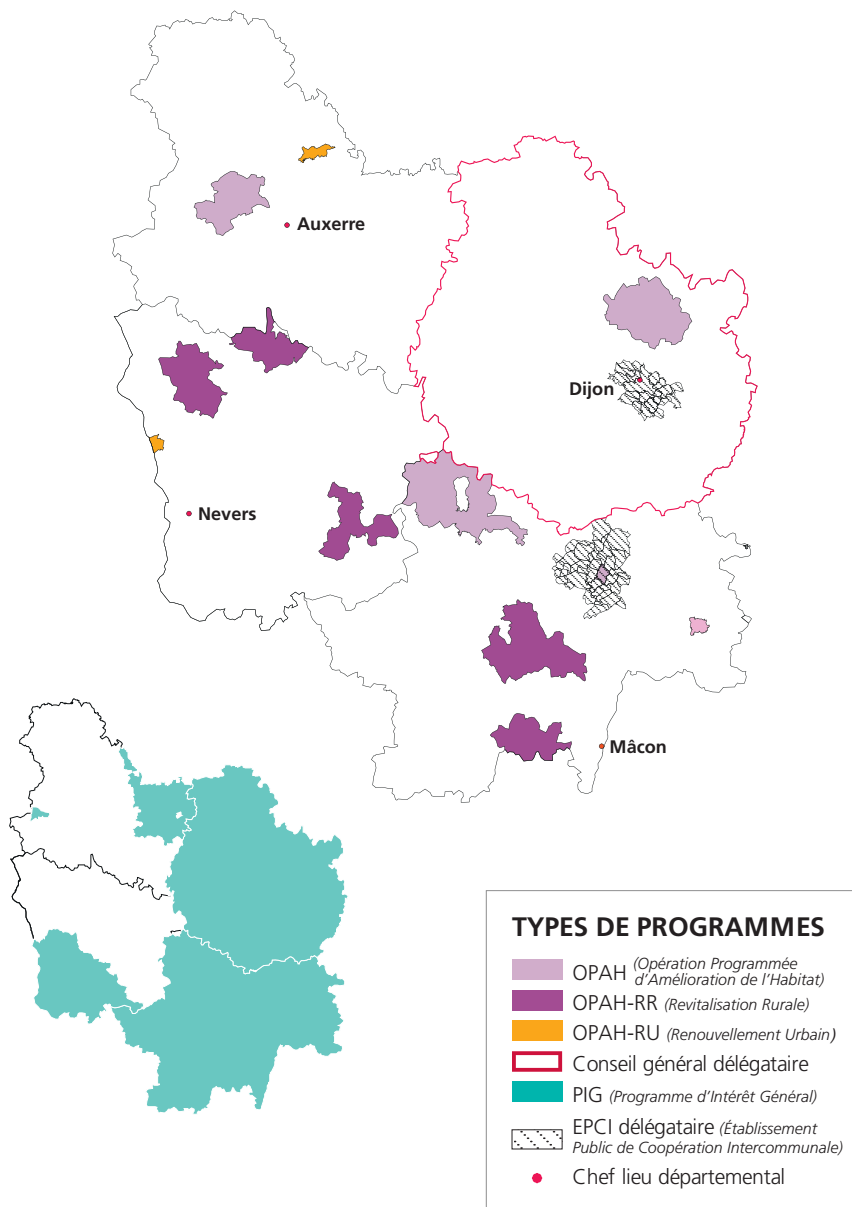 Auxerre
Dijon
Nevers
Mâcon
TYPES DE PROGRAMMES
OPAH (Opération Programmée
d'Amélioration de l'Habitat)
OPAH-RR (Revitalisation Rurale)
OPAH-RU (Renouvellement Urbain)
Conseil général délégataire
PIG (Programme d'Intérêt Général)
EPCI délégataire (Établissement
Public de Coopération Intercommunale)
Chef lieu départemental